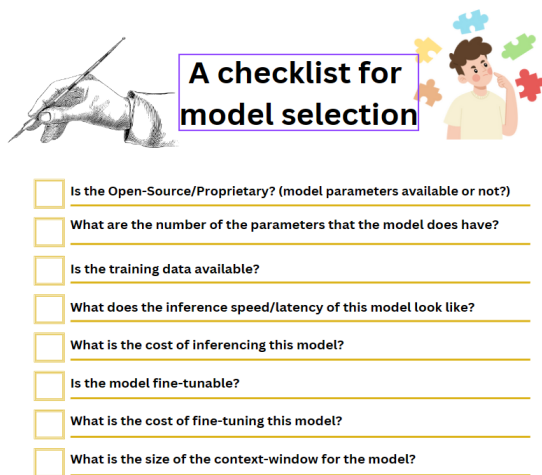 A checklist for
model selection
Is the Open-Source/Proprietary? (model parameters available or not?)
What are the number of the parameters that the model does have?
Is the training data available?
What does the inference speed/latency of this model look like?
What is the cost of inferencing this model?
Is the model fine-tunable?
What is the cost of fine-tuning this model?
What is the size of the context-window for the model?